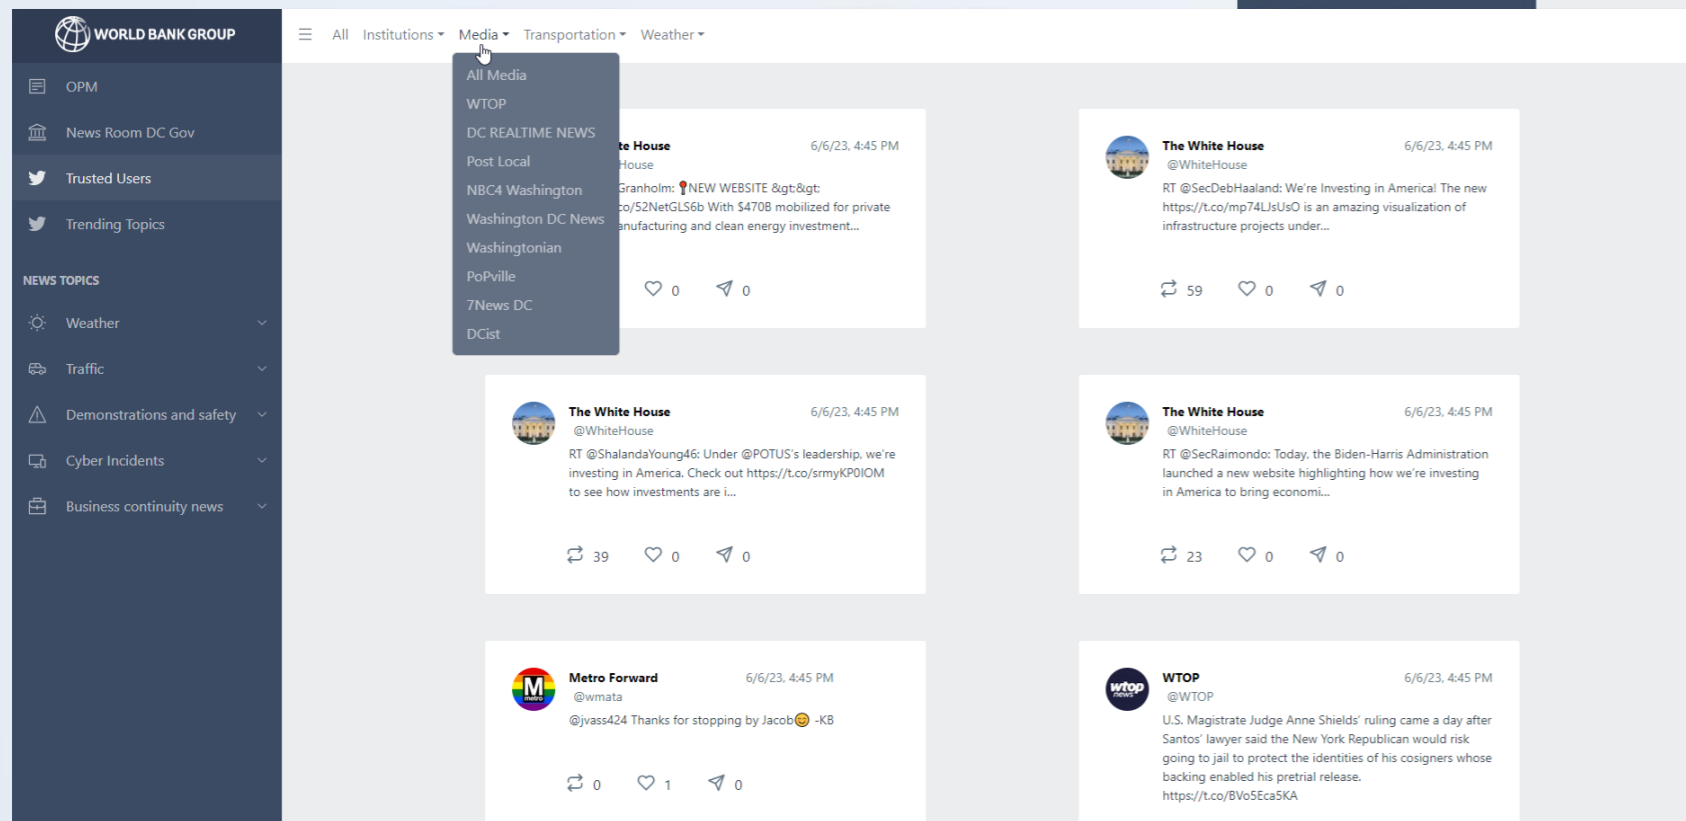 WORLD BANK GROUP
All Institutions Media Transportation Weather
OPM
News Room DC Gov
Trusted Users
Trending Topics
NEWS TOPICS
Weather
Traffic
Demonstrations and safety
Cyber Incidents
Business continuity news
All Media
WTOP
DC REALTIME NEWS
Post Local
NBC4 Washington
Washington DC News
Washingtonian
PoPville
7News DC
DCist
te House 6/6/23, 4:45 PM
House
Granholm: 📍NEW WEBSITE &gt;&gt;
co/52NetGLS6b With $470B mobilized for private
anufacturing and clean energy investment...
0 0
The White House 6/6/23, 4:45 PM
@WhiteHouse
RT @SecDebHaaland: We're Investing in America! The new
https://t.co/mp74LJsUsO is an amazing visualization of
infrastructure projects under...
59 0 0
The White House 6/6/23, 4:45 PM
@WhiteHouse
RT @ShalandaYoung46: Under @POTUS's leadership, we're
investing in America. Check out https://t.co/srmyKP0IOM
to see how investments are i...
39 0 0
The White House 6/6/23, 4:45 PM
@WhiteHouse
RT @SecRaimondo: Today, the Biden-Harris Administration
launched a new website highlighting how we're investing
in America to bring economi...
23 0 0
M
metro
Metro Forward 6/6/23, 4:45 PM
@wmata
@jvass424 Thanks for stopping by Jacob😊 -KB
0 1 0
wtop
news
WTOP 6/6/23, 4:45 PM
@WTOP
U.S. Magistrate Judge Anne Shields' ruling came a day after
Santos' lawyer said the New York Republican would risk
going to jail to protect the identities of his cosigners whose
backing enabled his pretrial release.
https://t.co/BVo5Eca5KA